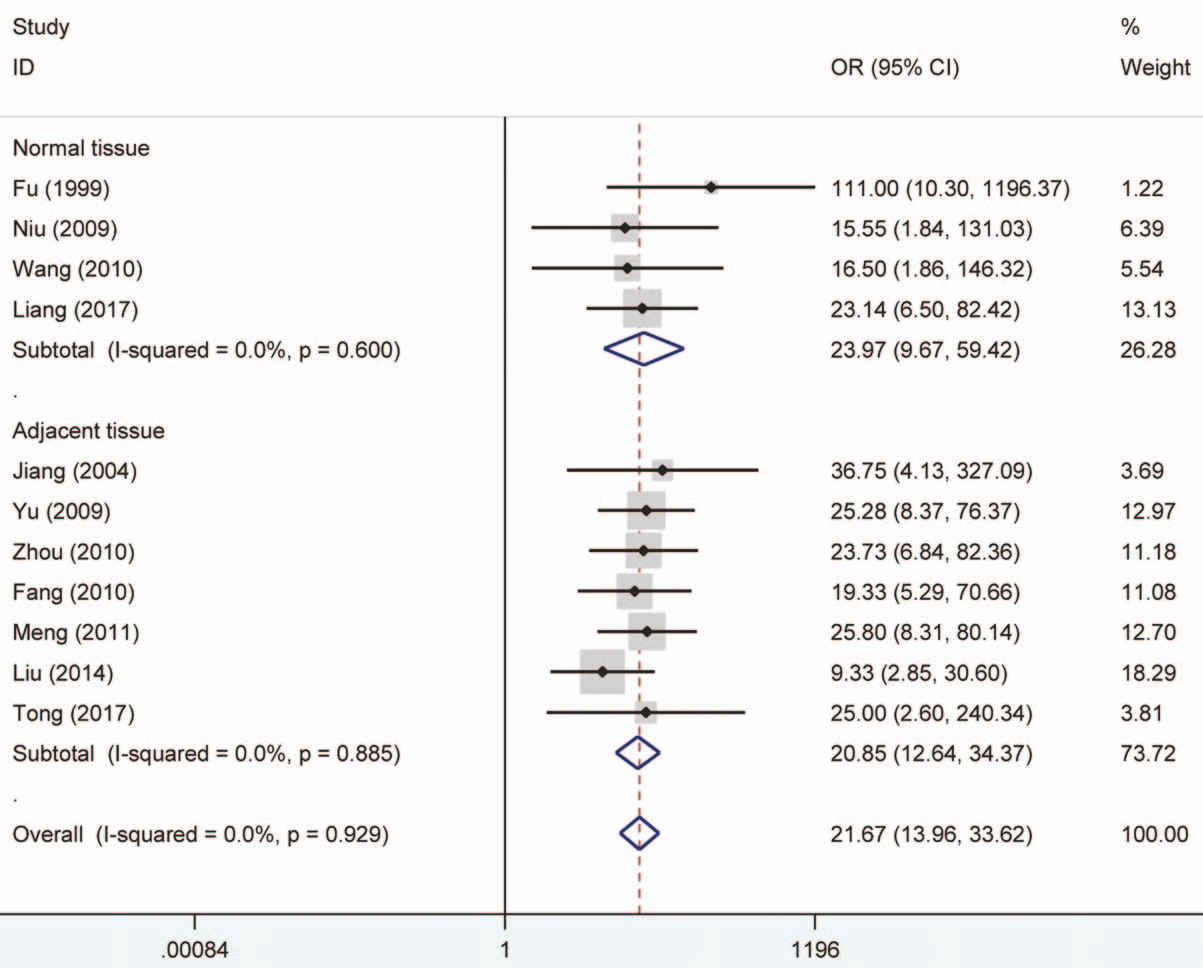 Study %
ID OR (95% CI) Weight
Normal tissue
Fu (1999) 111.00 (10.30, 1196.37) 1.22
Niu (2009) 15.55 (1.84, 131.03) 6.39
Wang (2010) 16.50 (1.86, 146.32) 5.54
Liang (2017) 23.14 (6.50, 82.42) 13.13
Subtotal (I-squared = 0.0%, p = 0.600) 23.97 (9.67, 59.42) 26.28
.
Adjacent tissue
Jiang (2004) 36.75 (4.13, 327.09) 3.69
Yu (2009) 25.28 (8.37, 76.37) 12.97
Zhou (2010) 23.73 (6.84, 82.36) 11.18
Fang (2010) 19.33 (5.29, 70.66) 11.08
Meng (2011) 25.80 (8.31, 80.14) 12.70
Liu (2014) 9.33 (2.85, 30.60) 18.29
Tong (2017) 25.00 (2.60, 240.34) 3.81
Subtotal (I-squared = 0.0%, p = 0.885) 20.85 (12.64, 34.37) 73.72
.
Overall (I-squared = 0.0%, p = 0.929) 21.67 (13.96, 33.62) 100.00
.00084 1 1196